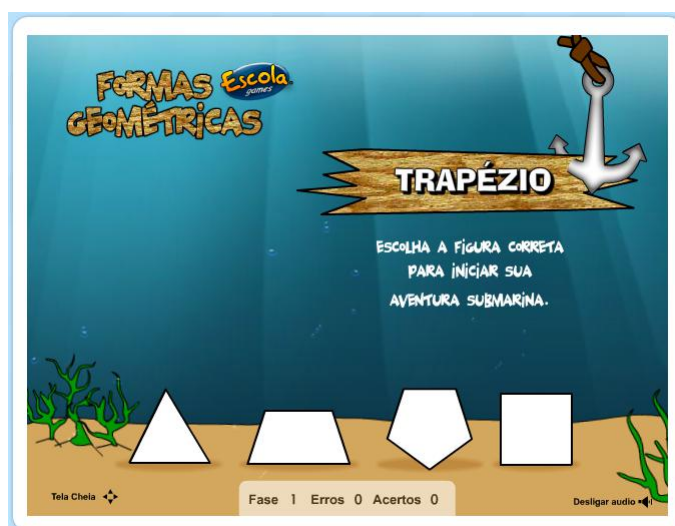 FORMAS
GEOMÉTRICAS
Escola
games
TRAPÉZIO
ESCOLHA A FIGURA CORRETA
PARA INICIAR SUA
AVENTURA SUBMARINA.
Tela Cheia
Fase 1 Erros 0 Acertos 0
Desligar audio